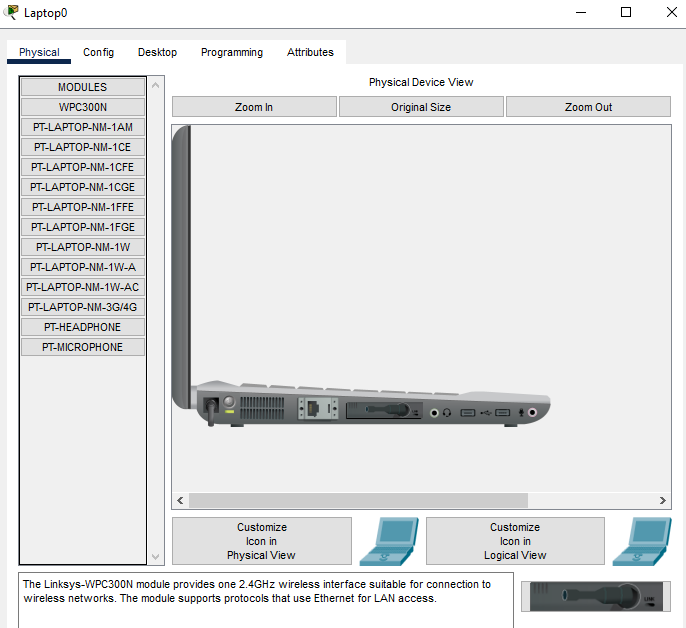 Laptop0
Physical Config Desktop Programming Attributes
MODULES
WPC300N
PT-LAPTOP-NM-1AM
PT-LAPTOP-NM-1CE
PT-LAPTOP-NM-1CFE
PT-LAPTOP-NM-1CGE
PT-LAPTOP-NM-1FFE
PT-LAPTOP-NM-1FGE
PT-LAPTOP-NM-1W
PT-LAPTOP-NM-1W-A
PT-LAPTOP-NM-1W-AC
PT-LAPTOP-NM-3G/4G
PT-HEADPHONE
PT-MICROPHONE
Physical Device View
Zoom In Original Size Zoom Out
Customize
Icon in
Physical View
Customize
Icon in
Logical View
The Linksys-WPC300N module provides one 2.4GHz wireless interface suitable for connection to
wireless networks. The module supports protocols that use Ethernet for LAN access.